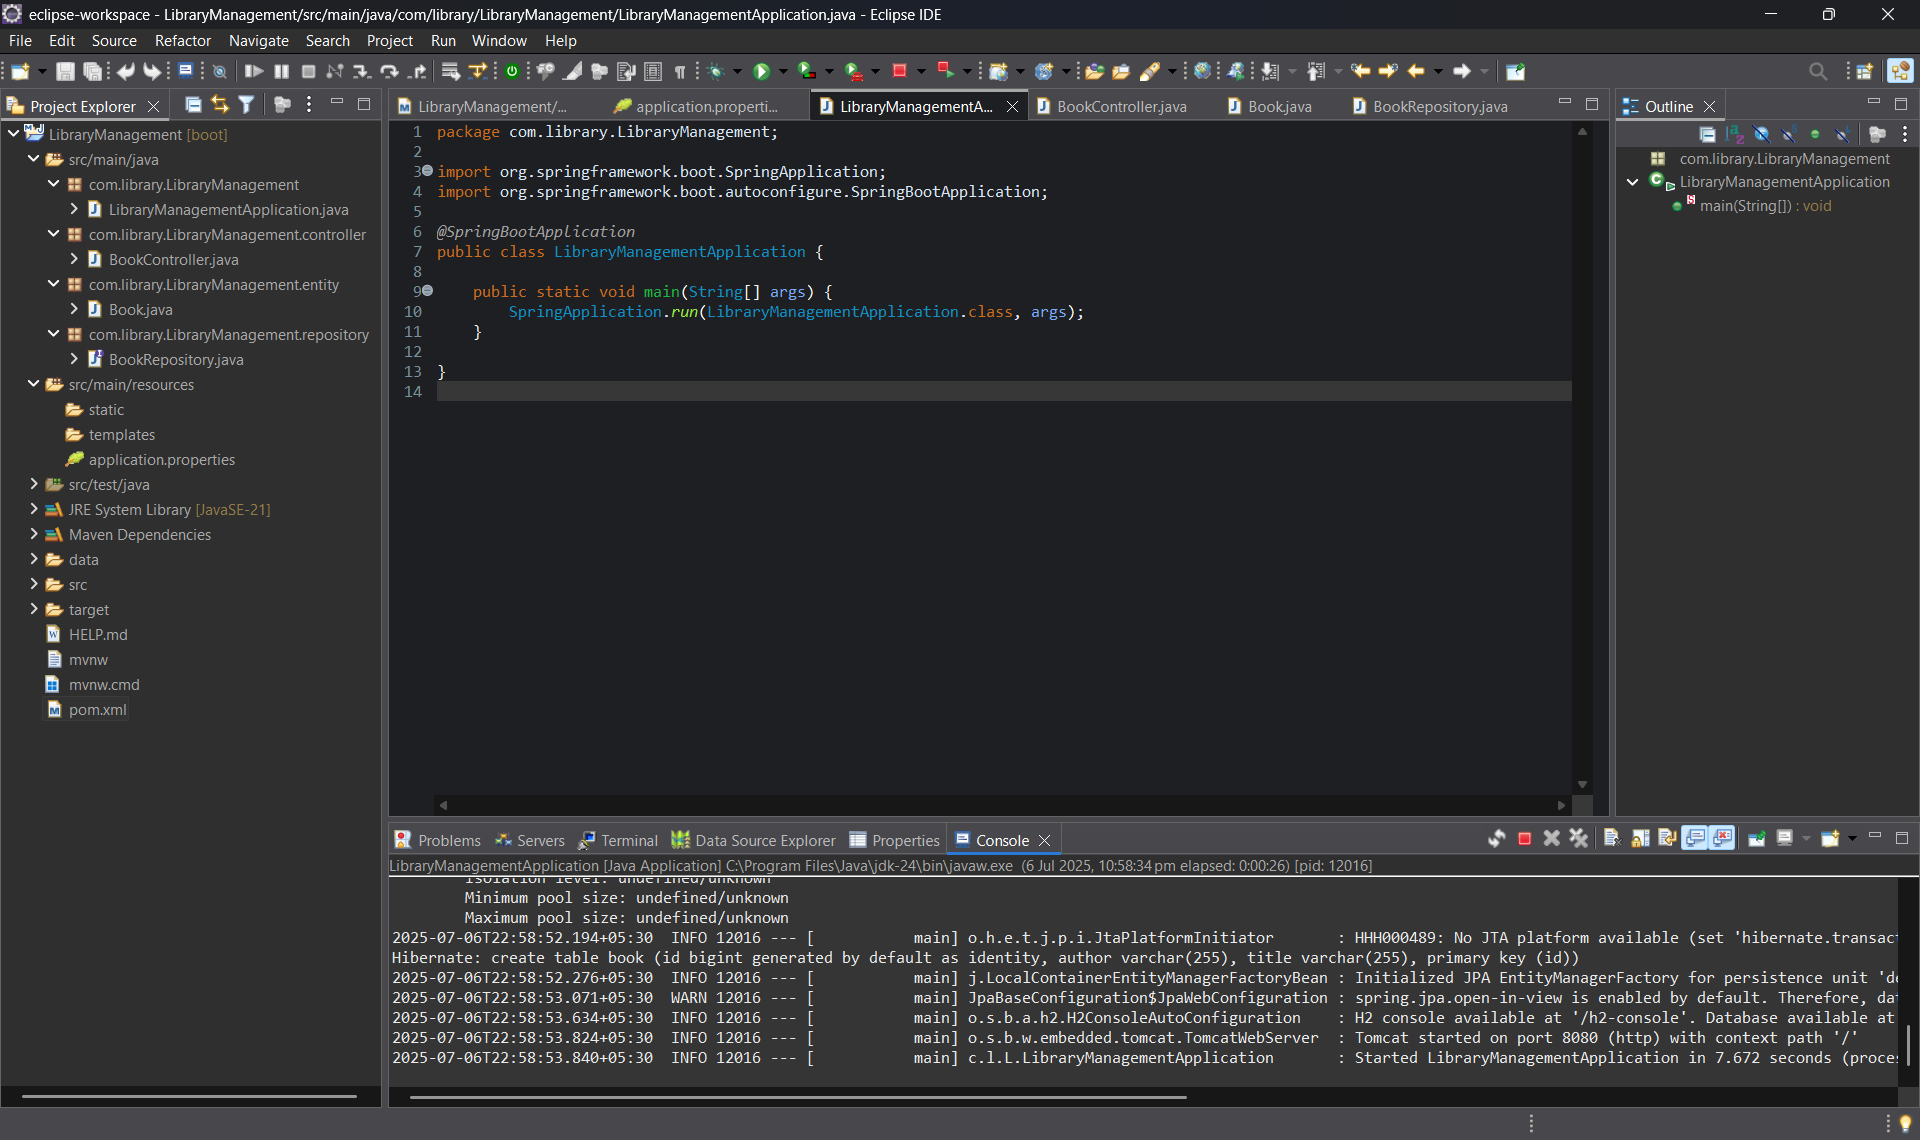 eclipse-workspace - LibraryManagement/src/main/java/com/library/LibraryManagement/LibraryManagementApplication.java - Eclipse IDE
File Edit Source Refactor Navigate Search Project Run Window Help
Project Explorer
LibraryManagement [boot]
src/main/java
com.library.LibraryManagement
LibraryManagementApplication.java
com.library.LibraryManagement.controller
BookController.java
com.library.LibraryManagement.entity
Book.java
com.library.LibraryManagement.repository
BookRepository.java
src/main/resources
static
templates
application.properties
src/test/java
JRE System Library [JavaSE-21]
Maven Dependencies
data
src
target
HELP.md
mvnw
mvnw.cmd
pom.xml
LibraryManagement/... application.properti... LibraryManagementA... BookController.java Book.java BookRepository.java
1 package com.library.LibraryManagement;
2
3 import org.springframework.boot.SpringApplication;
4 import org.springframework.boot.autoconfigure.SpringBootApplication;
5
6 @SpringBootApplication
7 public class LibraryManagementApplication {
8
9 public static void main(String[] args) {
10 SpringApplication.run(LibraryManagementApplication.class, args);
11 }
12
13 }
14
Outline
com.library.LibraryManagement
LibraryManagementApplication
main(String[]) : void
Problems Servers Terminal Data Source Explorer Properties Console
LibraryManagementApplication [Java Application] C:\Program Files\Java\jdk-24\bin\javaw.exe (6 Jul 2025, 10:58:34 pm elapsed: 0:00:26) [pid: 12016]
Isolation level: undefined/unknown
Minimum pool size: undefined/unknown
Maximum pool size: undefined/unknown
2025-07-06T22:58:52.194+05:30 INFO 12016 --- [ main] o.h.e.t.j.p.i.JtaPlatformInitiator : HHH000489: No JTA platform available (set 'hibernate.transac
Hibernate: create table book (id bigint generated by default as identity, author varchar(255), title varchar(255), primary key (id))
2025-07-06T22:58:52.276+05:30 INFO 12016 --- [ main] j.LocalContainerEntityManagerFactoryBean : Initialized JPA EntityManagerFactory for persistence unit 'de
2025-07-06T22:58:53.071+05:30 WARN 12016 --- [ main] JpaBaseConfiguration$JpaWebConfiguration : spring.jpa.open-in-view is enabled by default. Therefore, dat
2025-07-06T22:58:53.634+05:30 INFO 12016 --- [ main] o.s.b.a.h2.H2ConsoleAutoConfiguration : H2 console available at '/h2-console'. Database available at
2025-07-06T22:58:53.824+05:30 INFO 12016 --- [ main] o.s.b.w.embedded.tomcat.TomcatWebServer : Tomcat started on port 8080 (http) with context path '/'
2025-07-06T22:58:53.840+05:30 INFO 12016 --- [ main] c.l.L.LibraryManagementApplication : Started LibraryManagementApplication in 7.672 seconds (proces